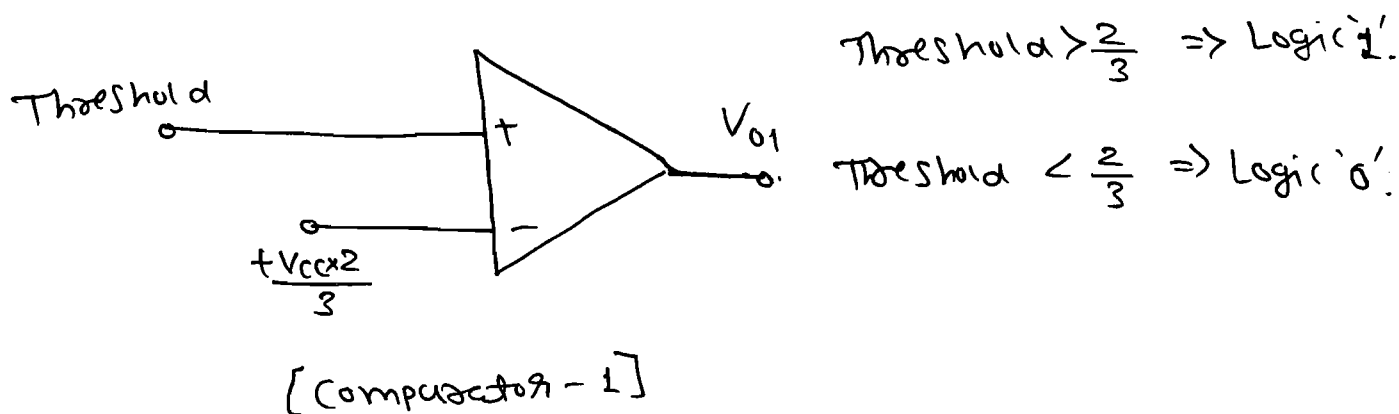 Threshold > 2/3 => Logic '1'.
Threshold
+
V01
Threshold < 2/3 => Logic '0'.
-
+Vcc×2
3
[Comparator - 1]